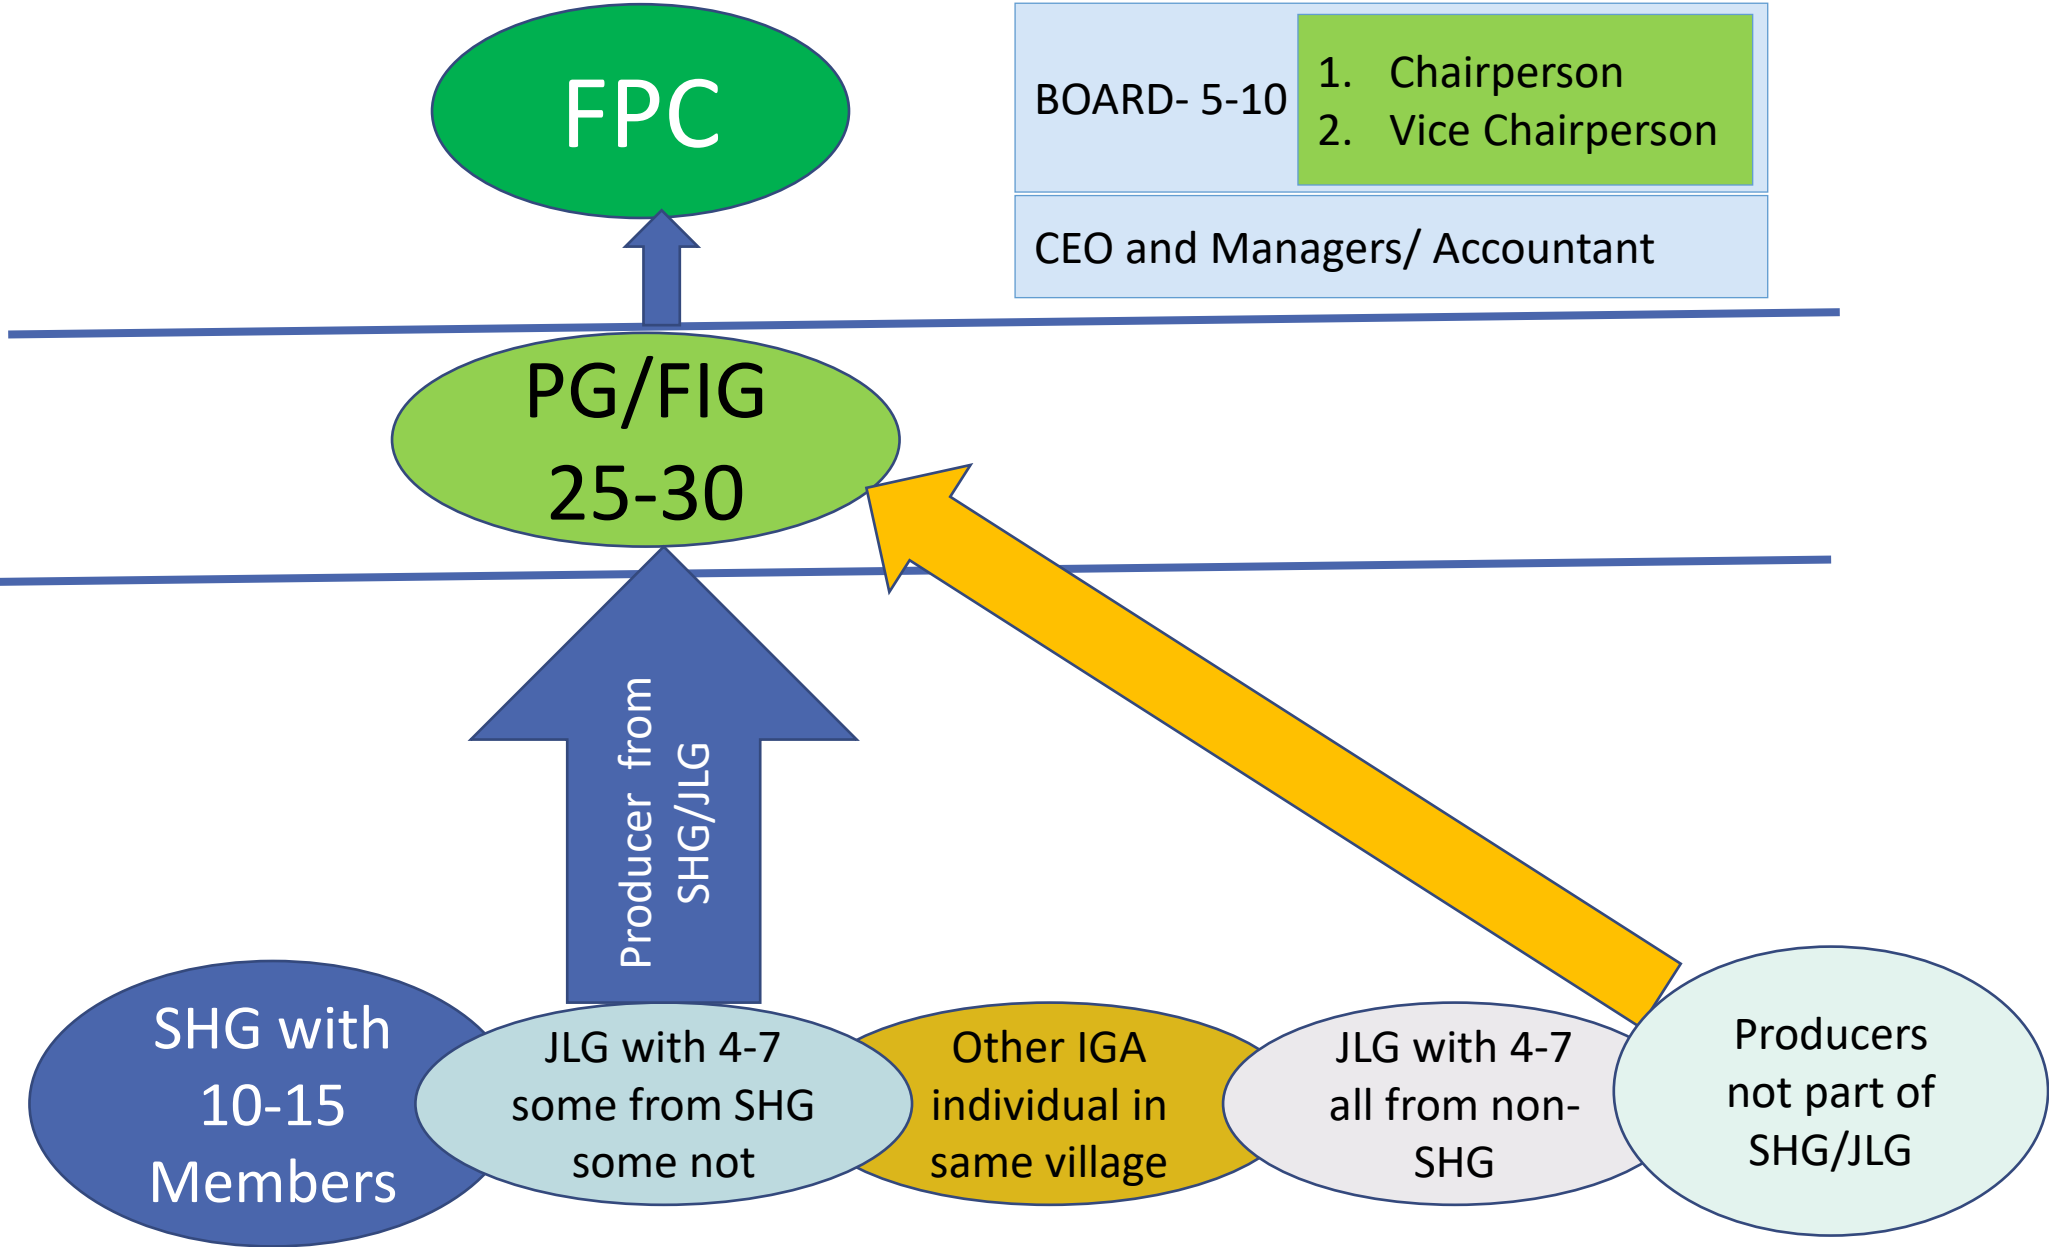 FPC
BOARD- 5-10
1. Chairperson
2. Vice Chairperson
CEO and Managers/ Accountant
PG/FIG
25-30
Producer from
SHG/JLG
SHG with
10-15
Members
JLG with 4-7
some from SHG
some not
Other IGA
individual in
same village
JLG with 4-7
all from non-
SHG
Producers
not part of
SHG/JLG